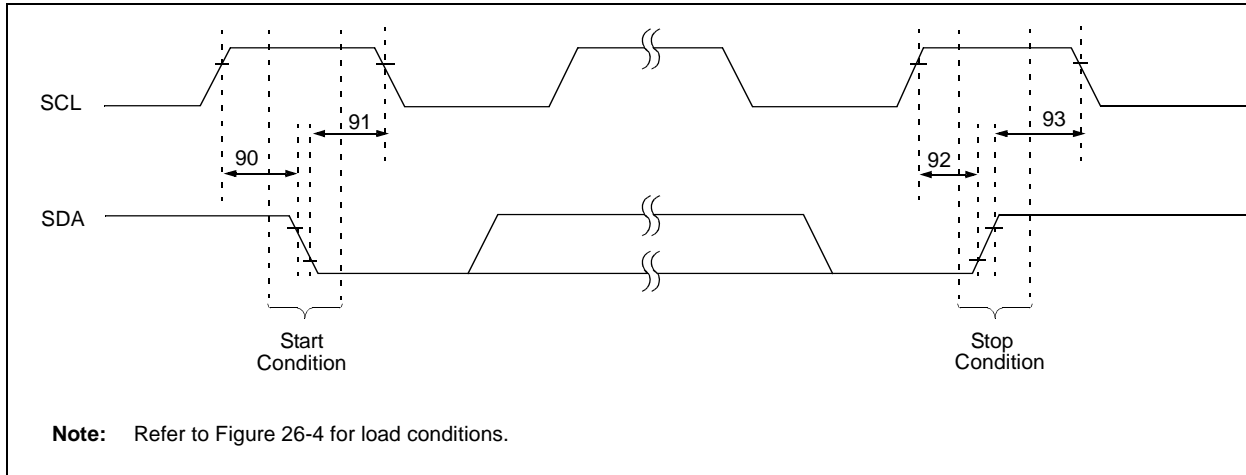 SCL
91
93
90
92
SDA
Start
Condition
Stop
Condition
Note: Refer to Figure 26-4 for load conditions.